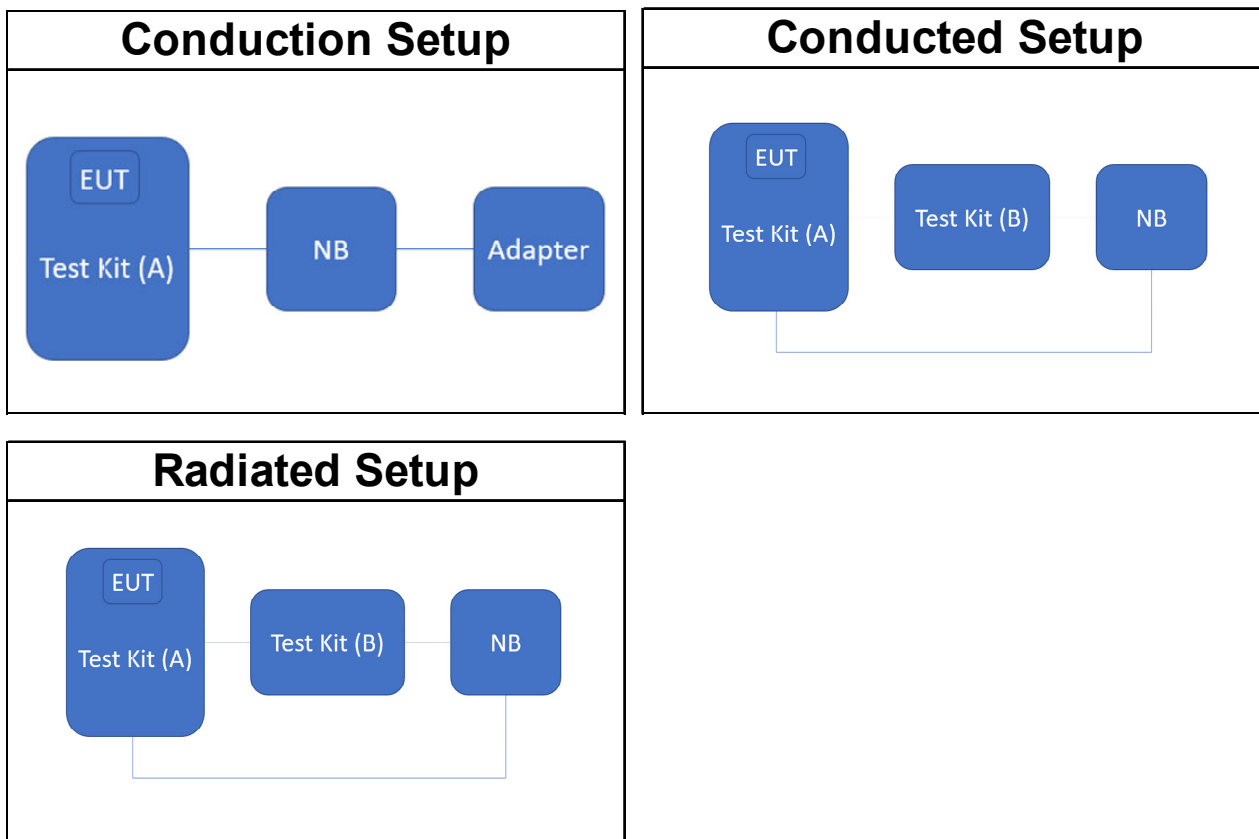 Conduction Setup
EUT
Test Kit (A)
NB
Adapter
Conducted Setup
EUT
Test Kit (A)
Test Kit (B)
NB
Radiated Setup
EUT
Test Kit (A)
Test Kit (B)
NB